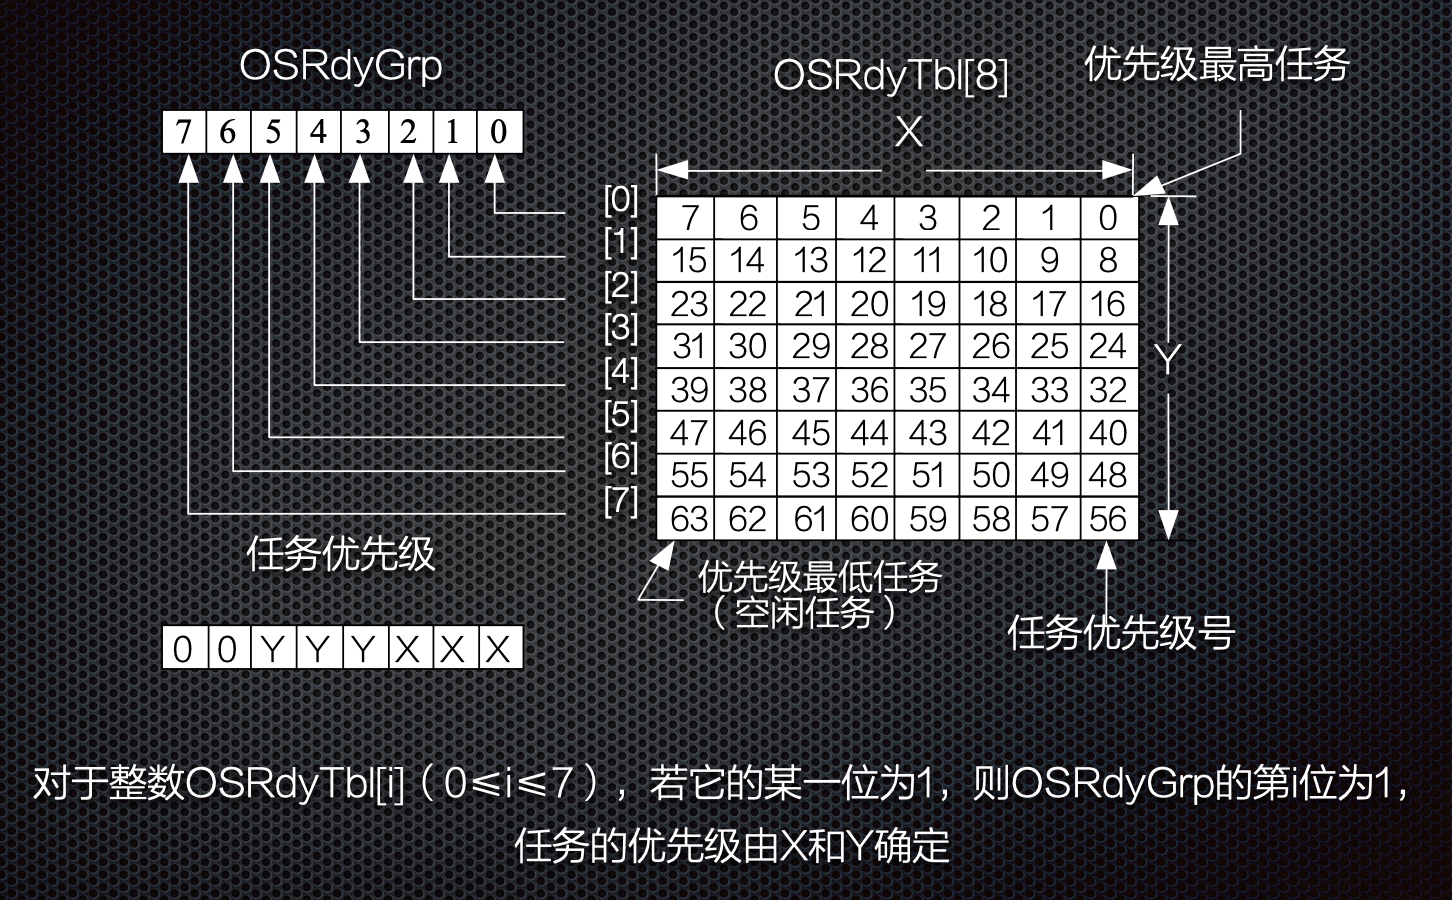 OSRdyGrp
7 6 5 4 3 2 1 0
OSRdyTbl[8]
优先级最高任务
X
[0] 7 6 5 4 3 2 1 0
[1] 15 14 13 12 11 10 9 8
[2] 23 22 21 20 19 18 17 16
[3] 31 30 29 28 27 26 25 24
Y
[4] 39 38 37 36 35 34 33 32
[5] 47 46 45 44 43 42 41 40
[6] 55 54 53 52 51 50 49 48
[7] 63 62 61 60 59 58 57 56
任务优先级
0 0 Y Y Y X X X
优先级最低任务
（空闲任务）
任务优先级号
对于整数OSRdyTbl[i]（0≤i≤7），若它的某一位为1，则OSRdyGrp的第i位为1，
任务的优先级由X和Y确定